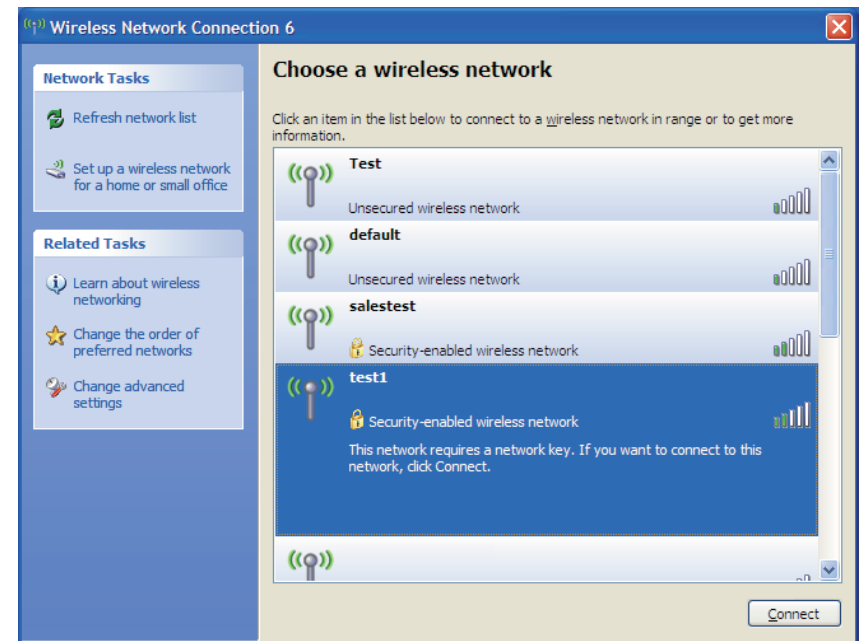 Wireless Network Connection 6
Network Tasks
Refresh network list
Set up a wireless network
for a home or small office
Related Tasks
Learn about wireless
networking
Change the order of
preferred networks
Change advanced
settings
Choose a wireless network
Click an item in the list below to connect to a wireless network in range or to get more
information.
Test
Unsecured wireless network
default
Unsecured wireless network
salestest
Security-enabled wireless network
test1
Security-enabled wireless network
This network requires a network key. If you want to connect to this
network, click Connect.
Connect